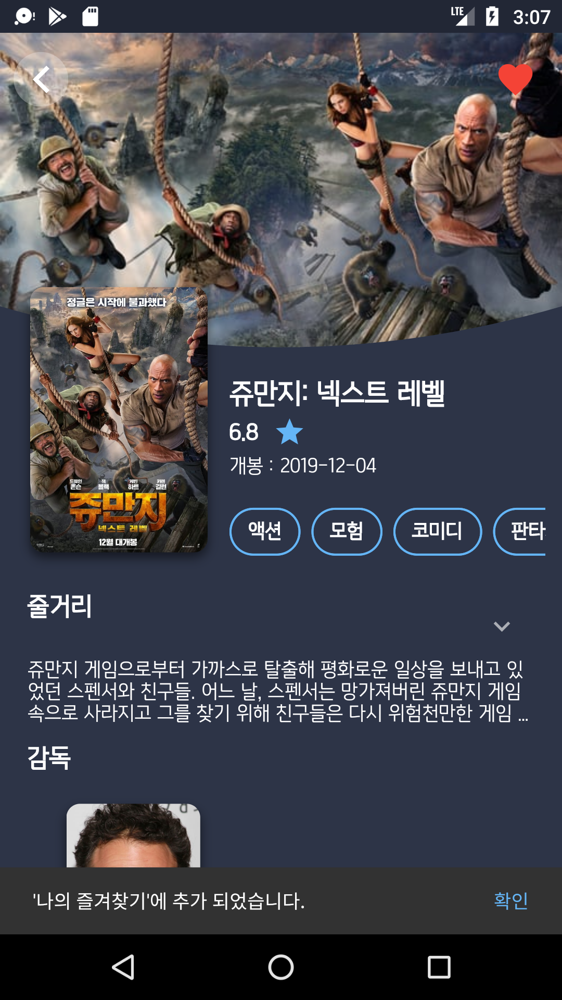 LTE 3:07
정글은 시작에 불과했다
드웨인 존슨
잭 블랙
케빈 하트
카렌 길런
쥬만지
넥스트 레벨
12월 대개봉
쥬만지: 넥스트 레벨
6.8
개봉 : 2019-12-04
액션 모험 코미디 판타
줄거리
쥬만지 게임으로부터 가까스로 탈출해 평화로운 일상을 보내고 있
었던 스펜서와 친구들. 어느 날, 스펜서는 망가져버린 쥬만지 게임
속으로 사라지고 그를 찾기 위해 친구들은 다시 위험천만한 게임 ...
감독
'나의 즐겨찾기'에 추가 되었습니다. 확인